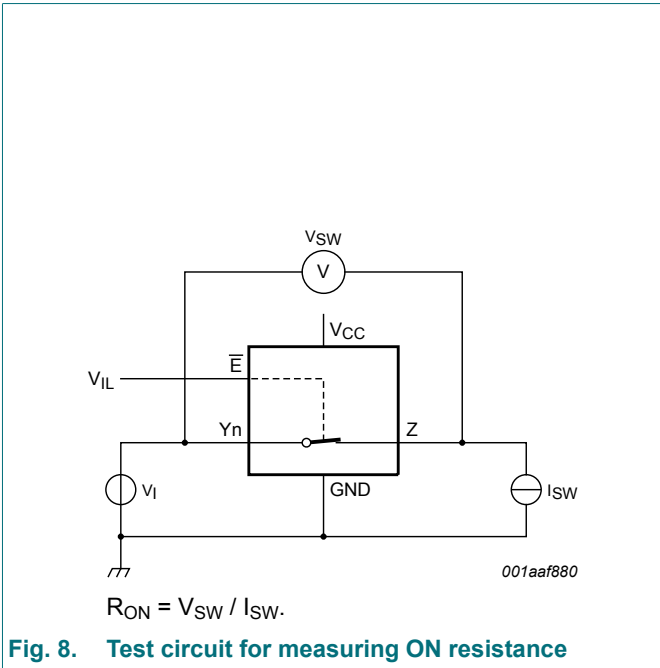 VSW
V
VCC
E̅
VIL
Yn
Z
VI
GND
ISW
001aaf880
RON = VSW / ISW.
Fig. 8. Test circuit for measuring ON resistance